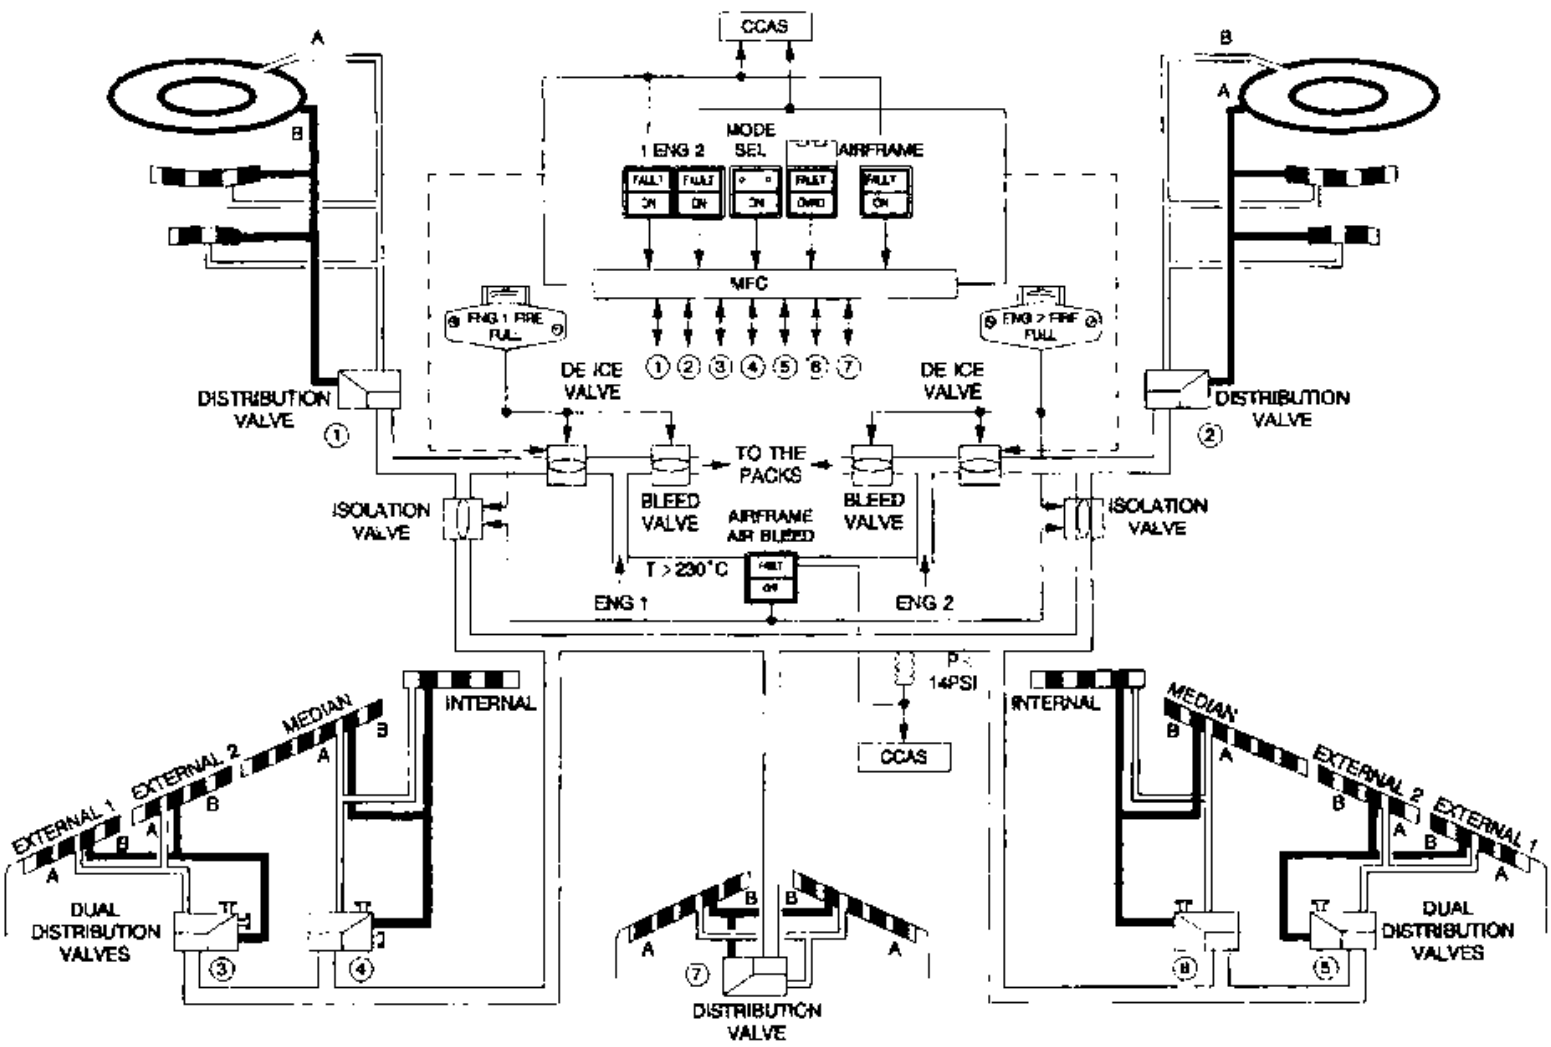 CCAS
A
B
B
A
MODE
SEL
1 ENG 2
AIRFRAME
FAULT
ON
FAULT
ON
ON
FAULT
OVRD
FAULT
ON
MFC
ENG 1 FIRE
PULL
ENG 2 FIRE
PULL
1 2 3 4 5 6 7
DE ICE
VALVE
DE ICE
VALVE
DISTRIBUTION
VALVE
1
DISTRIBUTION
VALVE
2
TO THE
PACKS
ISOLATION
VALVE
BLEED
VALVE
BLEED
VALVE
ISOLATION
VALVE
AIRFRAME
AIR BLEED
FAULT
T > 230°C
ENG 1
ENG 2
P <
14PSI
CCAS
INTERNAL
MEDIAN
EXTERNAL 2
EXTERNAL 1
A
B
A
B
A
B
INTERNAL
MEDIAN
EXTERNAL 2
EXTERNAL 1
B
A
B
A
B
A
DUAL
DISTRIBUTION
VALVES
3
4
A
B
B
A
7
DISTRIBUTION
VALVE
6
5
DUAL
DISTRIBUTION
VALVES